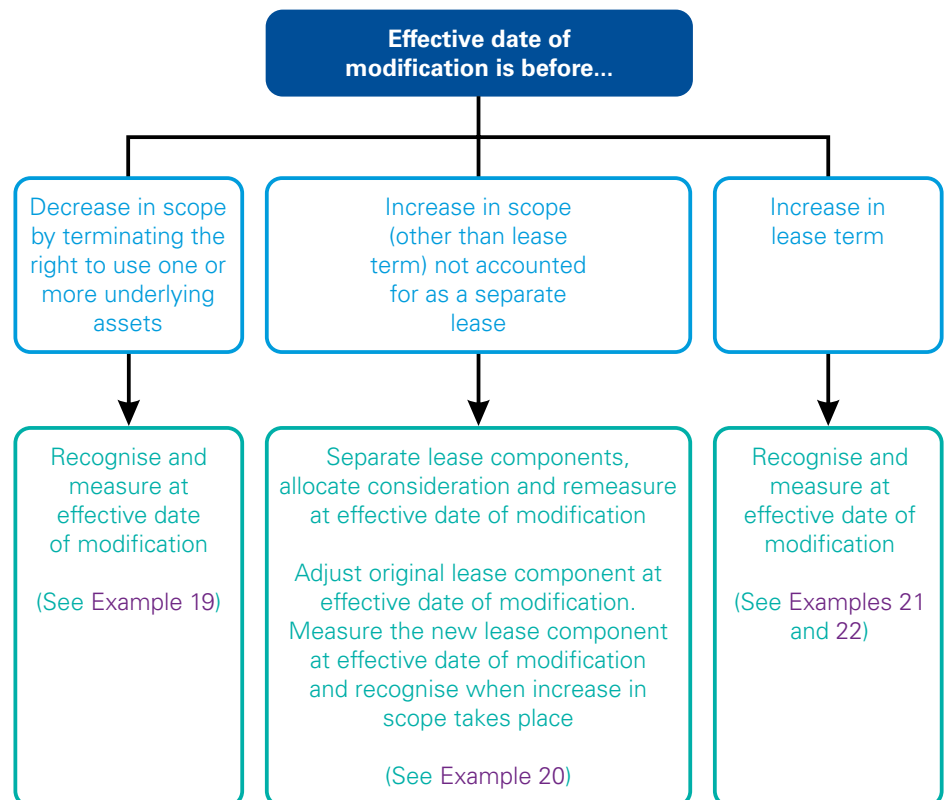 Effective date of
modification is before...
Decrease in scope
by terminating the
right to use one or
more underlying
assets
Increase in scope
(other than lease
term) not accounted
for as a separate
lease
Increase in
lease term
Recognise and
measure at
effective date
of modification
(See Example 19)
Separate lease components,
allocate consideration and remeasure
at effective date of modification
Adjust original lease component at
effective date of modification.
Measure the new lease component
at effective date of modification
and recognise when increase in
scope takes place
(See Example 20)
Recognise and
measure at
effective date of
modification
(See Examples 21
and 22)